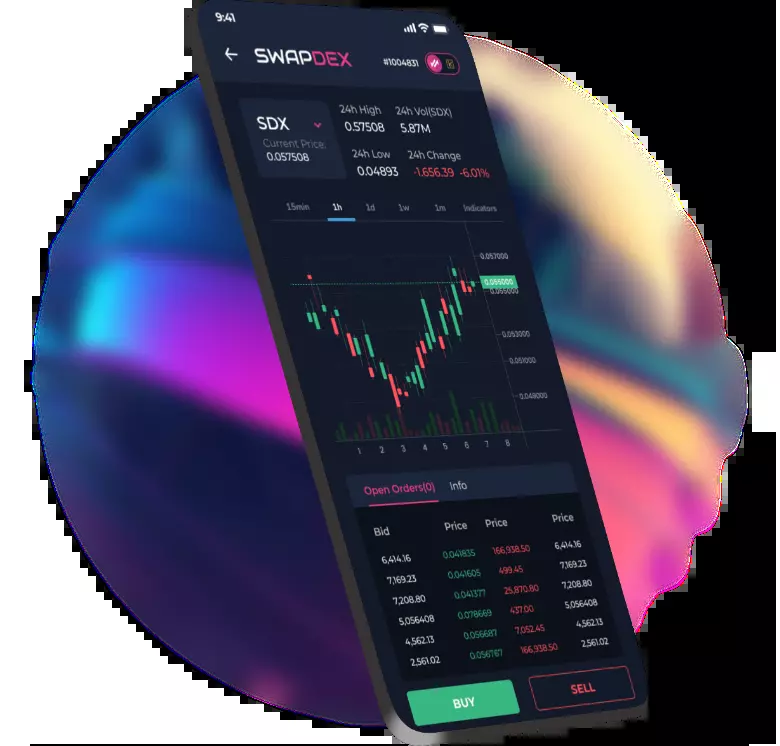 9:41
SWAPDEX
#1004831
SDX
Current Price:
0.057508
24h High
0.57508
24h Vol(SDX)
5.87M
24h Low
0.04893
24h Change
-1,656.39 -6.01%
15min 1h 1d 1w 1m Indicators
0.057000
0.055000
0.055000
0.053000
0.051000
0.049000
1 2 3 4 5 6 7 8
Open Orders(0) Info
Bid Price Price Price
6,414.16 0.041835 166,938.50 6,414.16
7,169.23 0.041605 499.45 7,169.23
7,208.80 0.041377 25,870.80 7,208.80
5,056408 0.078669 437.00 5,056408
4,562.13 0.056687 7,052.45 4,562.13
2,561.02 0.056767 166,938.50 2,561.02
BUY SELL